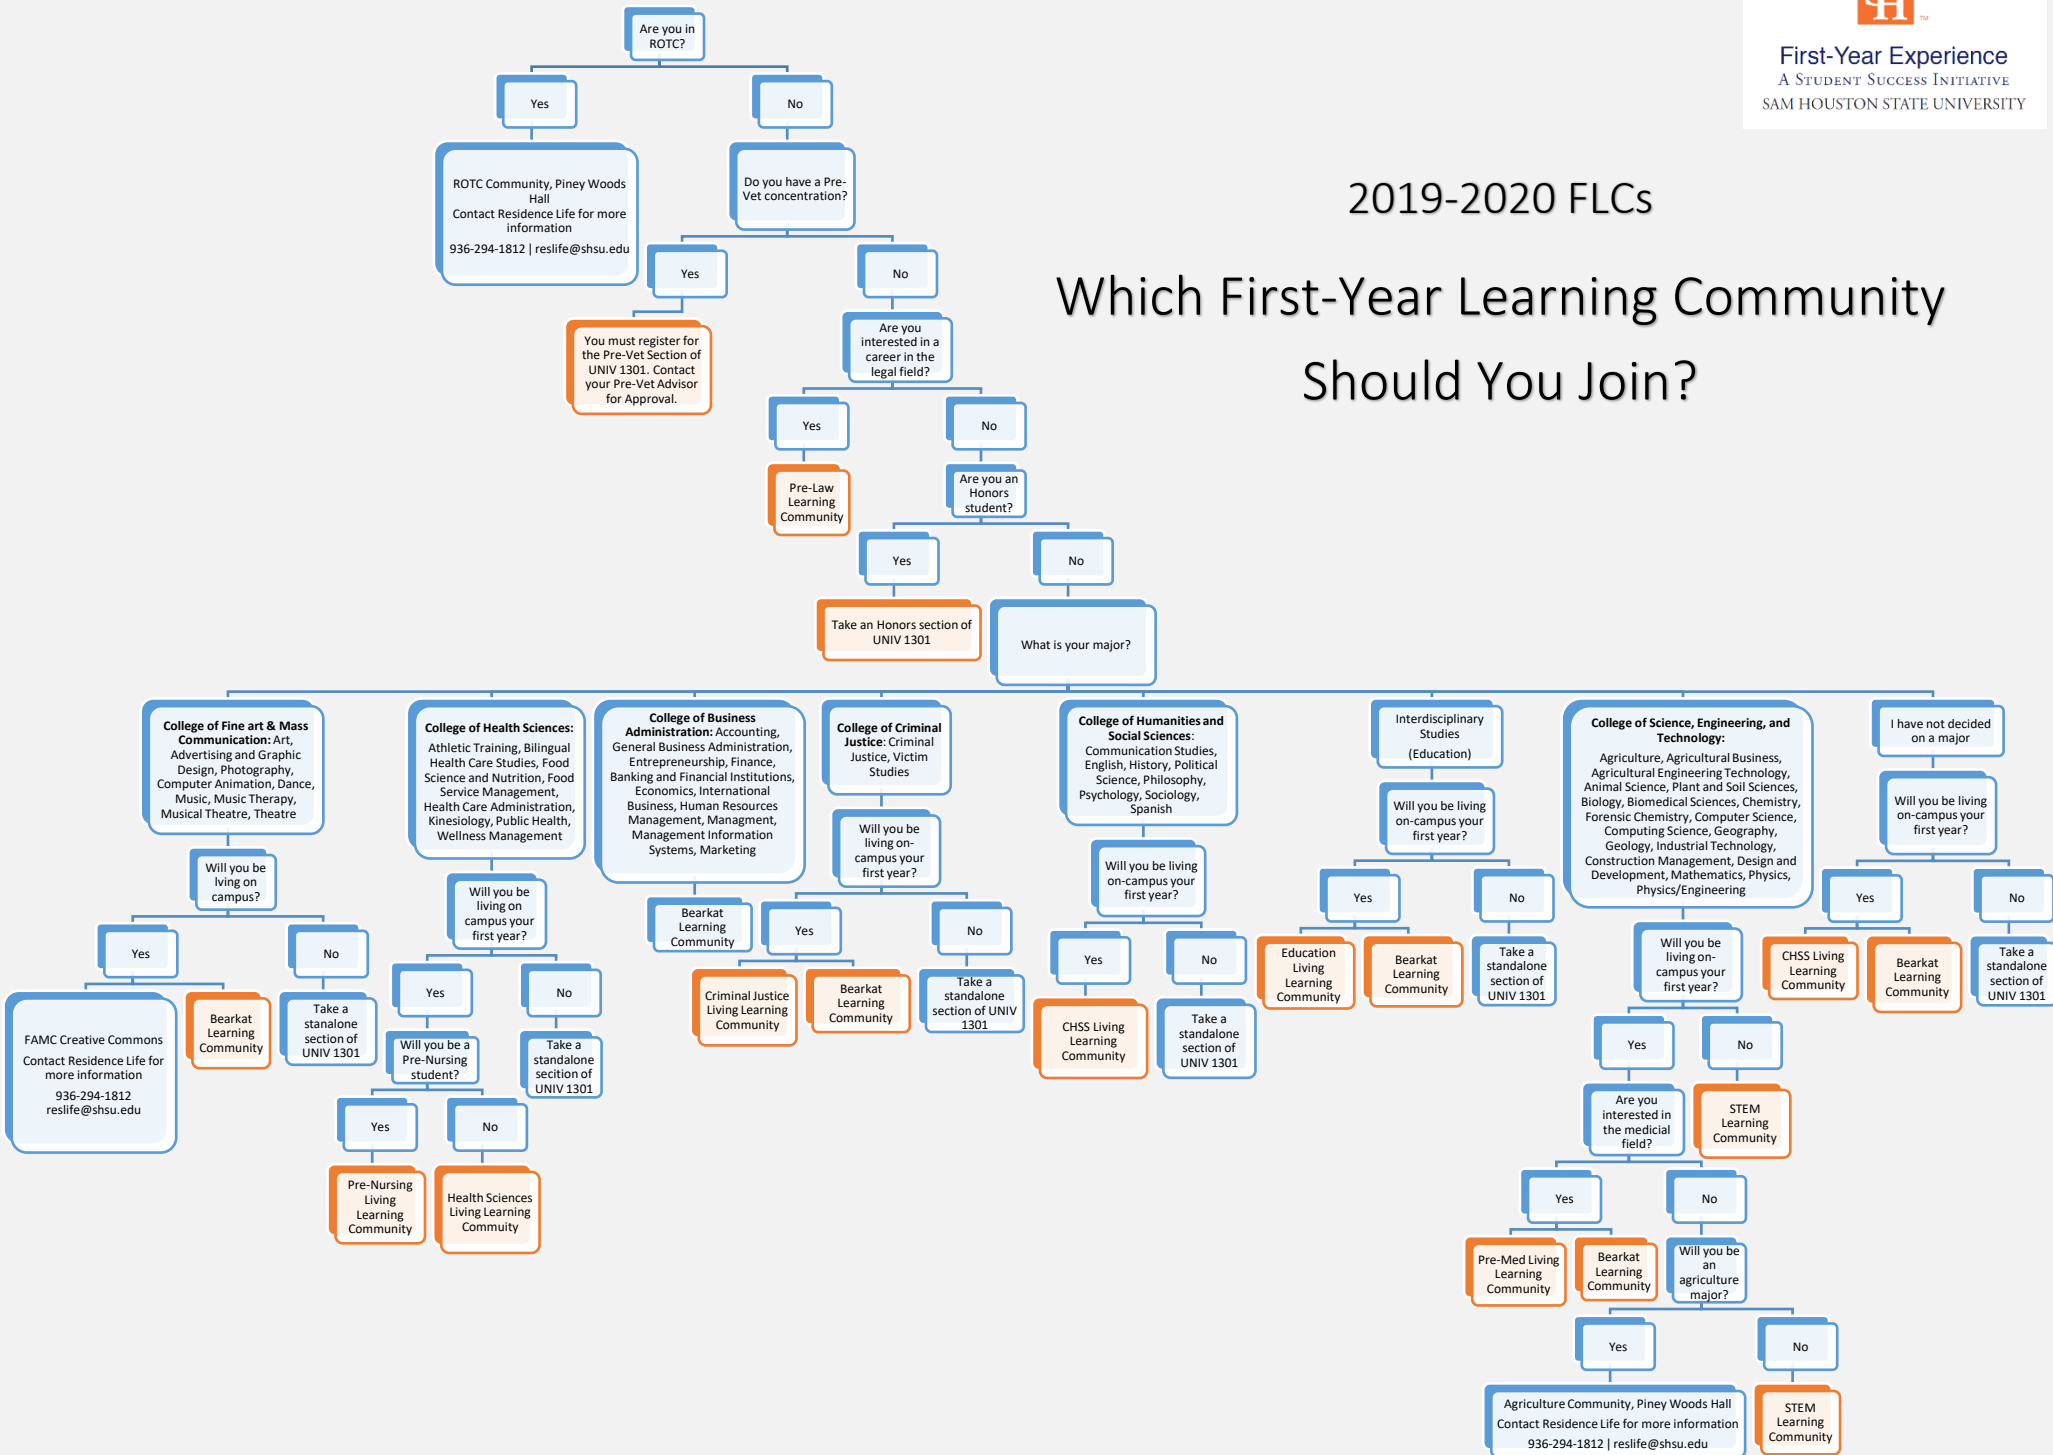 SH
TM
First-Year Experience
A STUDENT SUCCESS INITIATIVE
SAM HOUSTON STATE UNIVERSITY
2019-2020 FLCs
Which First-Year Learning Community
Should You Join?
Are you in
ROTC?
Yes
No
ROTC Community, Piney Woods
Hall
Contact Residence Life for more
information
936-294-1812 | reslife@shsu.edu
Do you have a Pre-
Vet concentration?
Yes
No
You must register for
the Pre-Vet Section of
UNIV 1301. Contact
your Pre-Vet Advisor
for Approval.
Are you
interested in a
career in the
legal field?
Yes
No
Pre-Law
Learning
Community
Are you an
Honors
student?
Yes
No
Take an Honors section of
UNIV 1301
What is your major?
College of Fine art & Mass
Communication: Art,
Advertising and Graphic
Design, Photography,
Computer Animation, Dance,
Music, Music Therapy,
Musical Theatre, Theatre
Will you be
lving on
campus?
Yes
No
FAMC Creative Commons
Contact Residence Life for
more information
936-294-1812
reslife@shsu.edu
Bearkat
Learning
Community
Take a
stanalone
section of
UNIV 1301
College of Health Sciences:
Athletic Training, Bilingual
Health Care Studies, Food
Science and Nutrition, Food
Service Management,
Health Care Administration,
Kinesiology, Public Health,
Wellness Management
Will you be
living on
campus your
first year?
Yes
No
Will you be a
Pre-Nursing
student?
Take a
standalone
secition of
UNIV 1301
Yes
No
Pre-Nursing
Living
Learning
Community
Health Sciences
Living Learning
Commuity
College of Business
Administration: Accounting,
General Business Administration,
Entrepreneurship, Finance,
Banking and Financial Institutions,
Economics, International
Business, Human Resources
Management, Managment,
Management Information
Systems, Marketing
Bearkat
Learning
Community
College of Criminal
Justice: Criminal
Justice, Victim
Studies
Will you be
living on-
campus your
first year?
Yes
No
Criminal Justice
Living Learning
Community
Bearkat
Learning
Community
Take a
standalone
section of UNIV
1301
College of Humanities and
Social Sciences:
Communication Studies,
English, History, Political
Science, Philosophy,
Psychology, Sociology,
Spanish
Will you be living
on-campus your
first year?
Yes
No
CHSS Living
Learning
Community
Take a
standalone
section of
UNIV 1301
Interdisciplinary
Studies
(Education)
Will you be living
on-campus your
first year?
Yes
No
Education
Living
Learning
Community
Bearkat
Learning
Community
Take a
standalone
section of
UNIV 1301
College of Science, Engineering, and
Technology:
Agriculture, Agricultural Business,
Agricultural Engineering Technology,
Animal Science, Plant and Soil Sciences,
Biology, Biomedical Sciences, Chemistry,
Forensic Chemistry, Computer Science,
Computing Science, Geography,
Geology, Industrial Technology,
Construction Management, Design and
Development, Mathematics, Physics,
Physics/Engineering
Will you be
living on-
campus your
first year?
Yes
No
Are you
interested in
the medicial
field?
STEM
Learning
Community
Yes
No
Pre-Med Living
Learning
Community
Bearkat
Learning
Community
Will you be
an
agriculture
major?
Yes
No
Agriculture Community, Piney Woods Hall
Contact Residence Life for more information
936-294-1812 | reslife@shsu.edu
STEM
Learning
Community
I have not decided
on a major
Will you be living
on-campus your
first year?
Yes
No
CHSS Living
Learning
Community
Bearkat
Learning
Community
Take a
standalone
section of
UNIV 1301